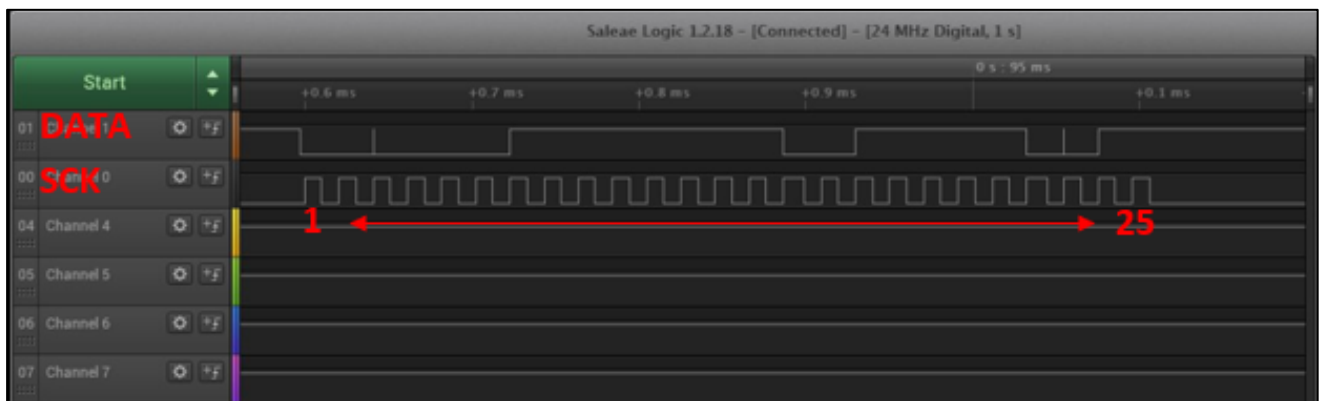 Saleae Logic 1.2.18 - [Connected] - [24 MHz Digital, 1 s]
Start
0 s : 95 ms
+0.6 ms +0.7 ms +0.8 ms +0.9 ms +0.1 ms
01 DATA
00 SCK
1 25
04 Channel 4
05 Channel 5
06 Channel 6
07 Channel 7